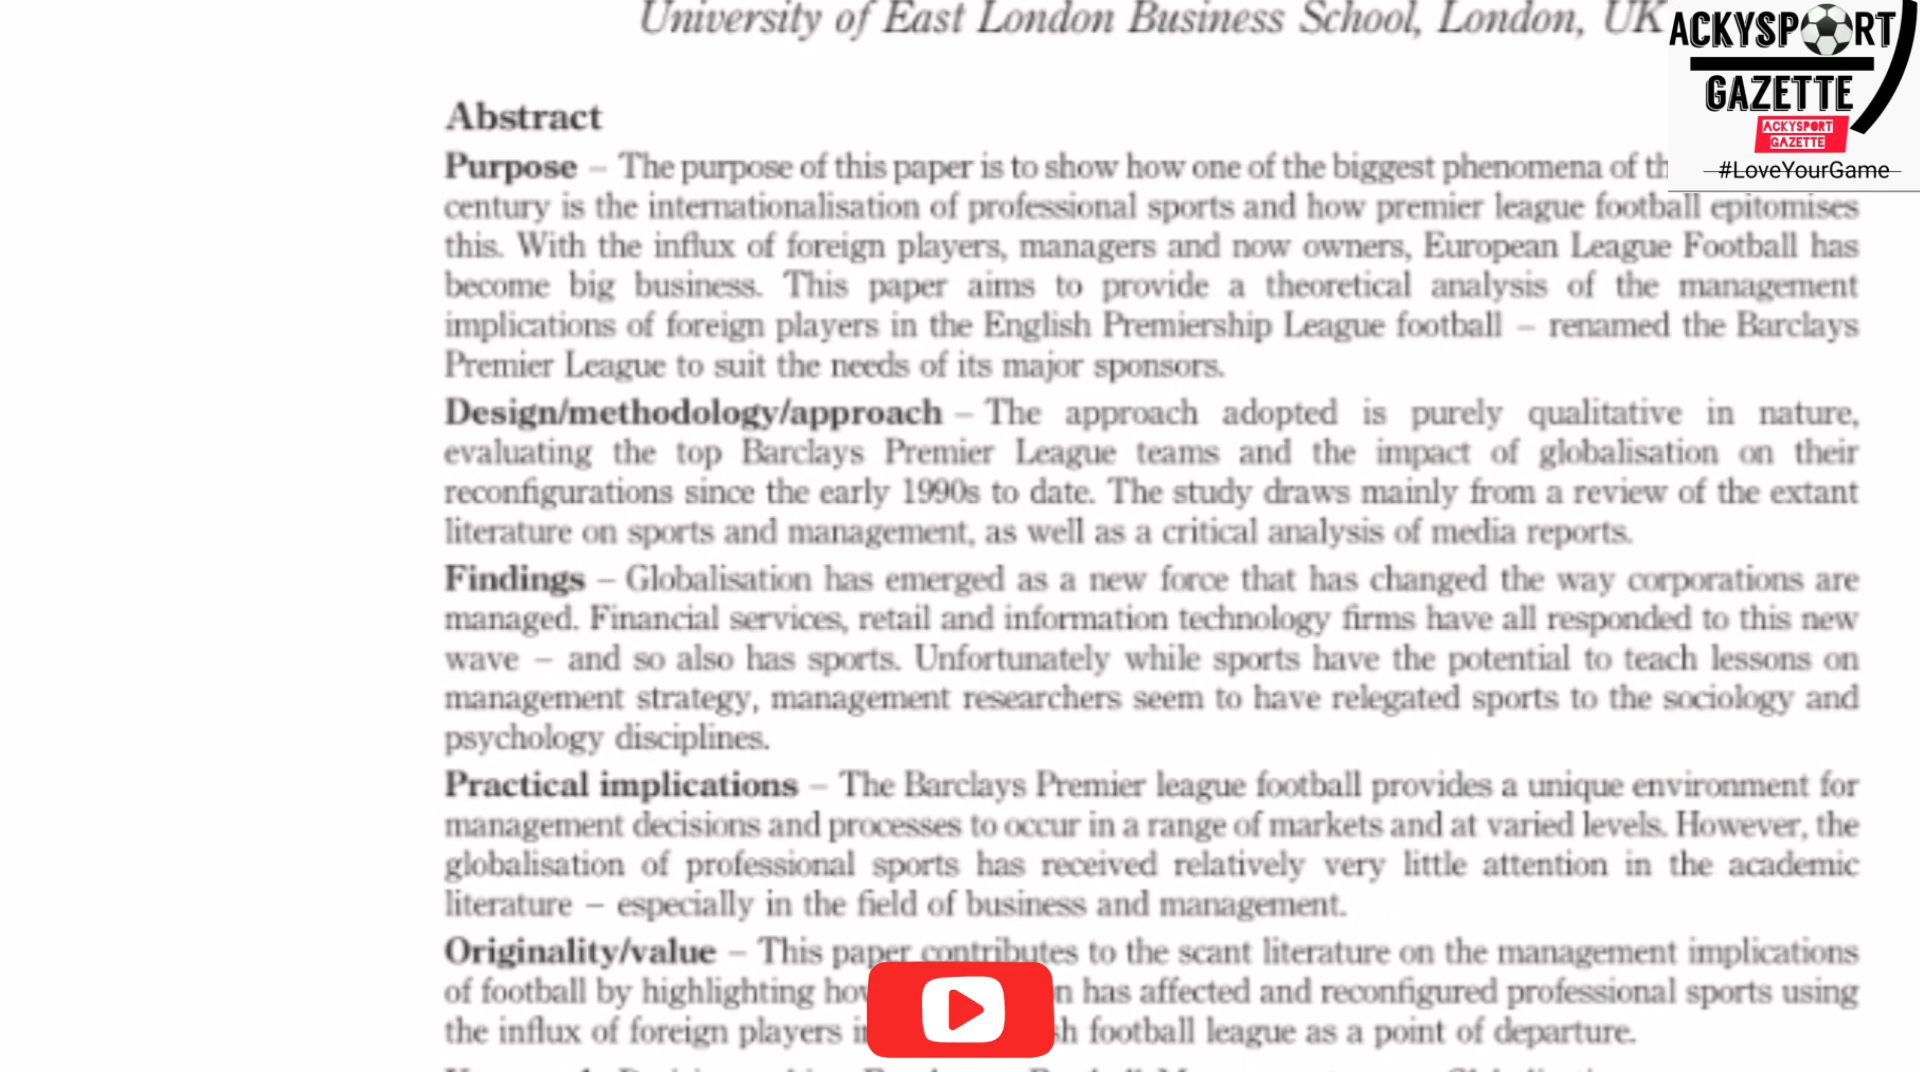 University of East London Business School, London, UK
ACKYSPORT
GAZETTE
ACKYSPORT
GAZETTE
#LoveYourGame
Abstract
Purpose – The purpose of this paper is to show how one of the biggest phenomena of
century is the internationalisation of professional sports and how premier league football epitomises
this. With the influx of foreign players, managers and now owners, European League Football has
become big business. This paper aims to provide a theoretical analysis of the management
implications of foreign players in the English Premiership League football – renamed the Barclays
Premier League to suit the needs of its major sponsors.
Design/methodology/approach – The approach adopted is purely qualitative in nature,
evaluating the top Barclays Premier League teams and the impact of globalisation on their
reconfigurations since the early 1990s to date. The study draws mainly from a review of the extant
literature on sports and management, as well as a critical analysis of media reports.
Findings – Globalisation has emerged as a new force that has changed the way corporations are
managed. Financial services, retail and information technology firms have all responded to this new
wave – and so also has sports. Unfortunately while sports have the potential to teach lessons on
management strategy, management researchers seem to have relegated sports to the sociology and
psychology disciplines.
Practical implications – The Barclays Premier league football provides a unique environment for
management decisions and processes to occur in a range of markets and at varied levels. However, the
globalisation of professional sports has received relatively very little attention in the academic
literature – especially in the field of business and management.
Originality/value – This paper contributes to the scant literature on the management implications
of football by highlighting has affected and reconfigured professional sports using
the influx of foreign players football league as a point of departure.